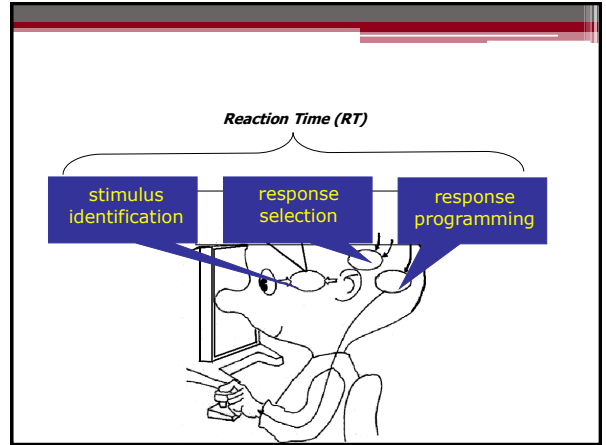 Reaction Time (RT)
stimulus
identification
response
selection
response
programming